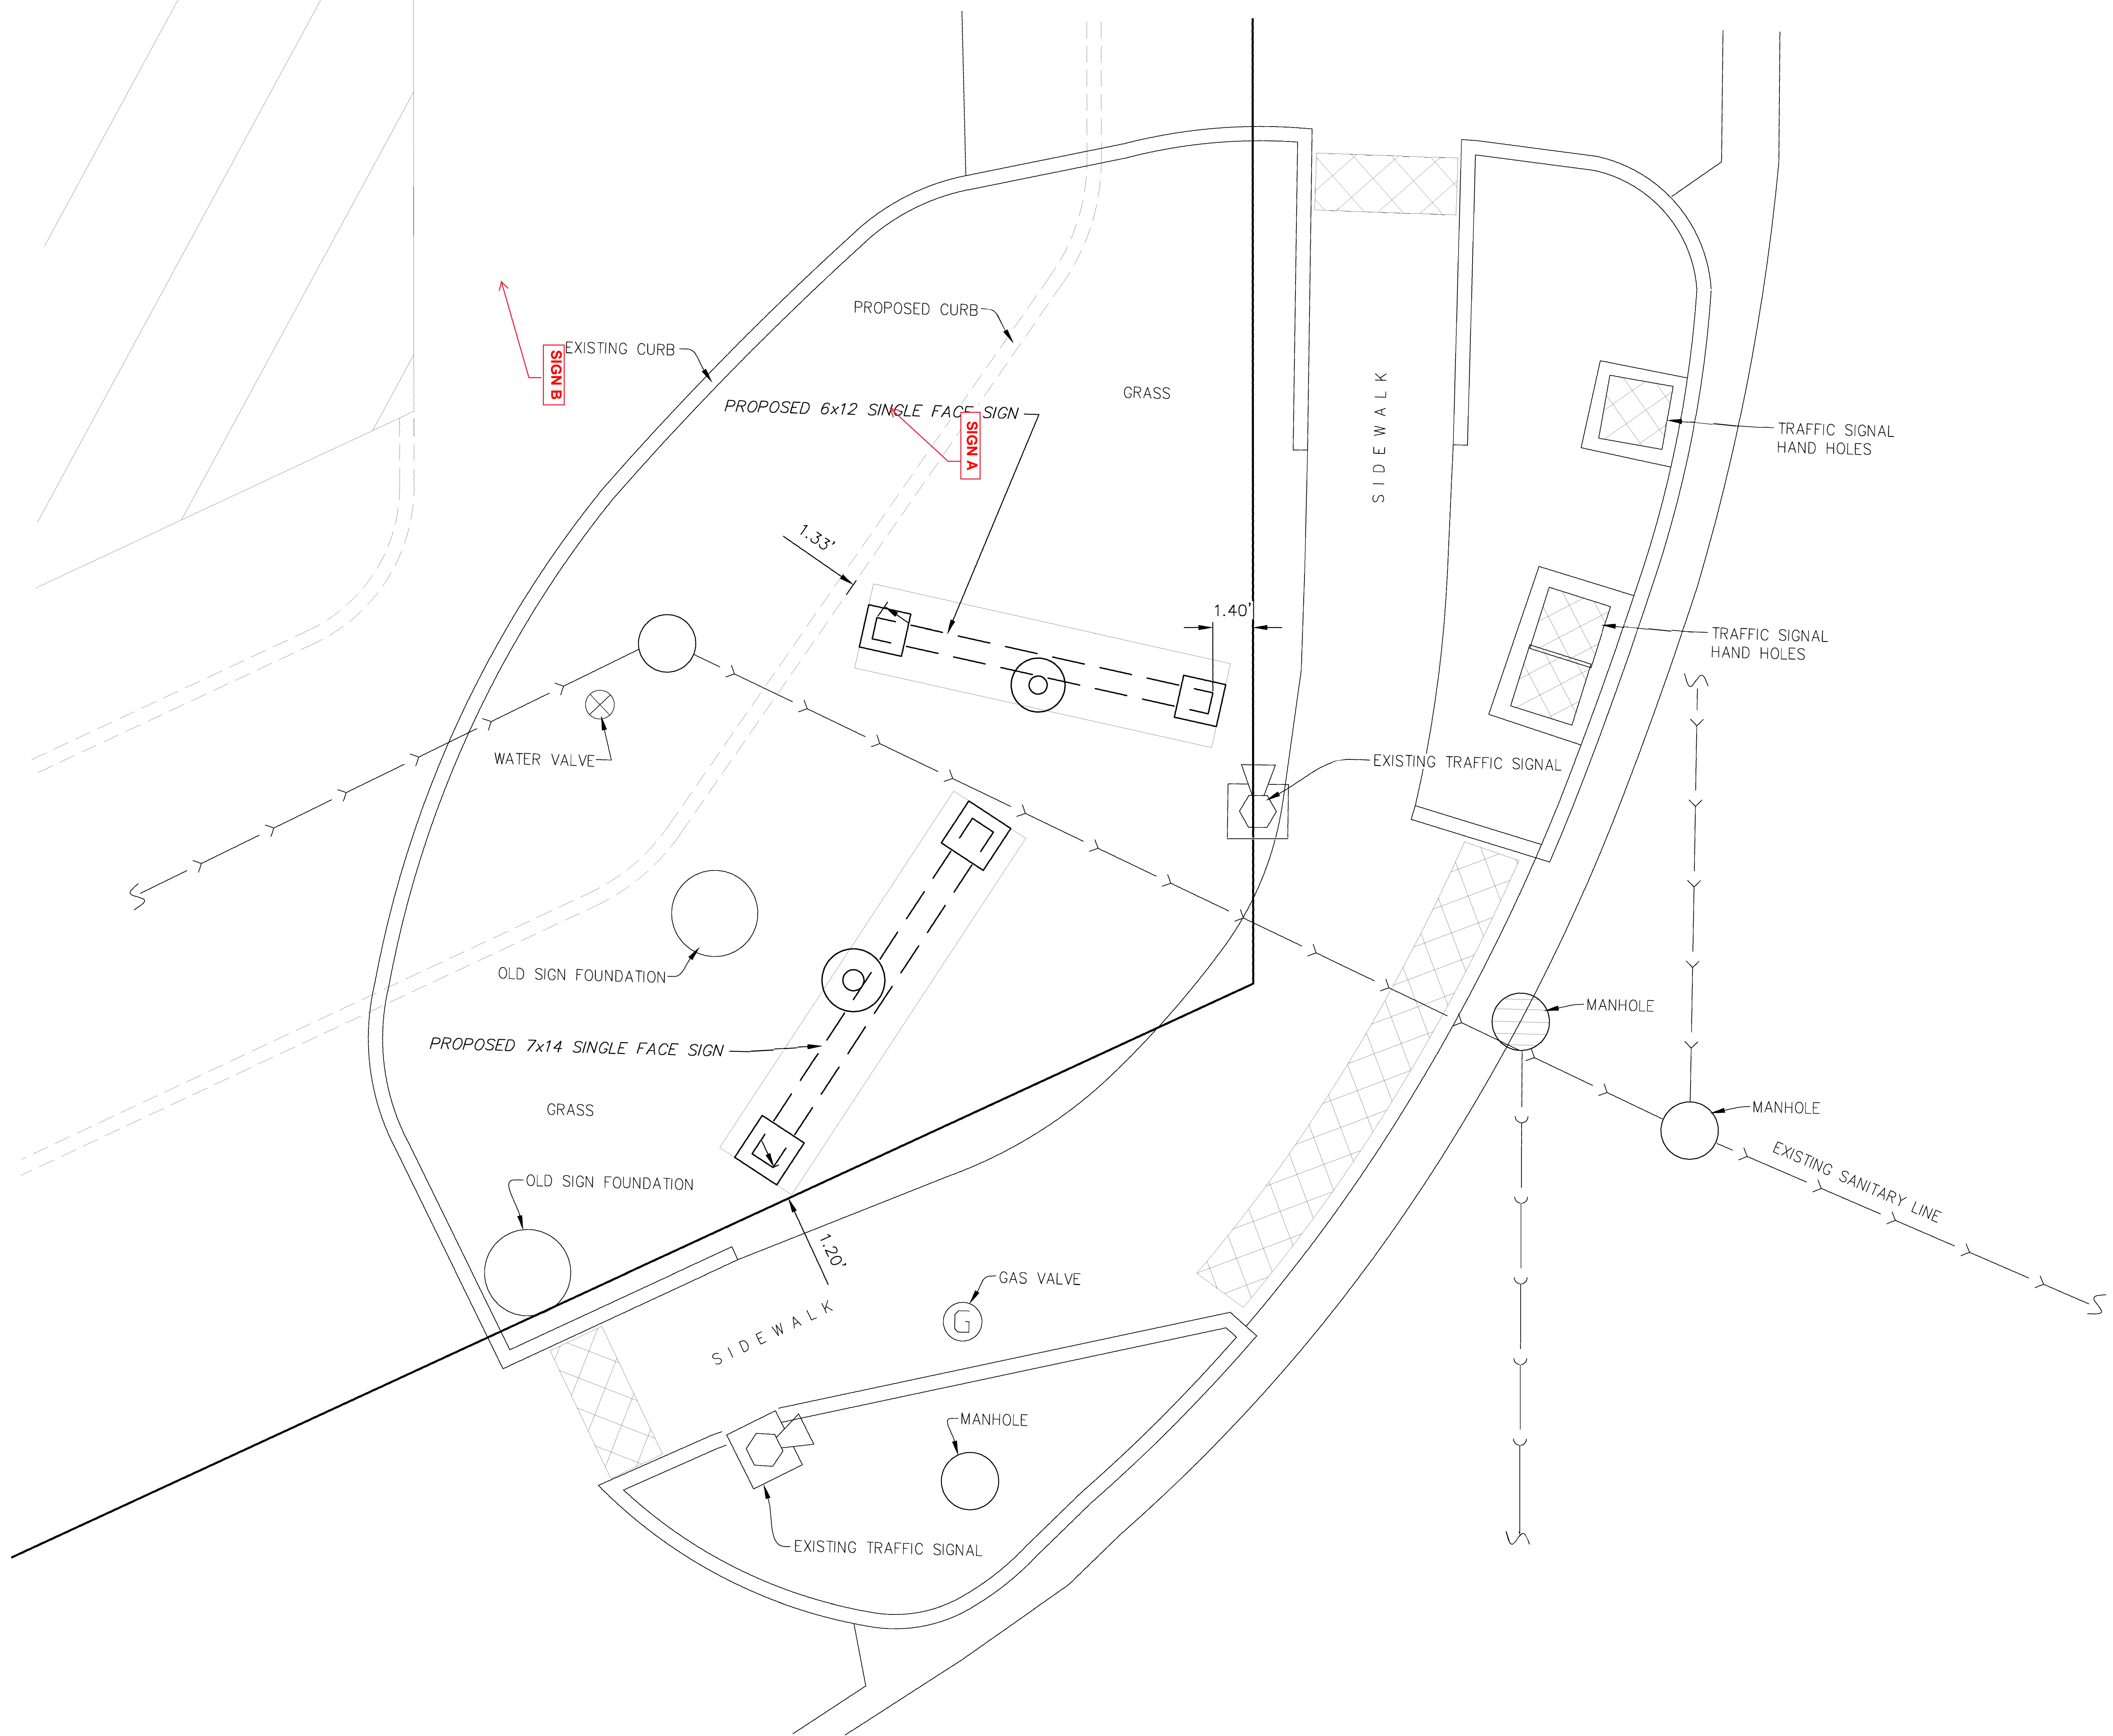 PROPOSED CURB
EXISTING CURB
SIGN B
PROPOSED 6x12 SINGLE FACE SIGN
SIGN A
GRASS
SIDEWALK
TRAFFIC SIGNAL
HAND HOLES
1.33'
1.40'
TRAFFIC SIGNAL
HAND HOLES
WATER VALVE
EXISTING TRAFFIC SIGNAL
OLD SIGN FOUNDATION
MANHOLE
PROPOSED 7x14 SINGLE FACE SIGN
GRASS
MANHOLE
EXISTING SANITARY LINE
OLD SIGN FOUNDATION
1.20'
GAS VALVE
G
SIDEWALK
MANHOLE
EXISTING TRAFFIC SIGNAL